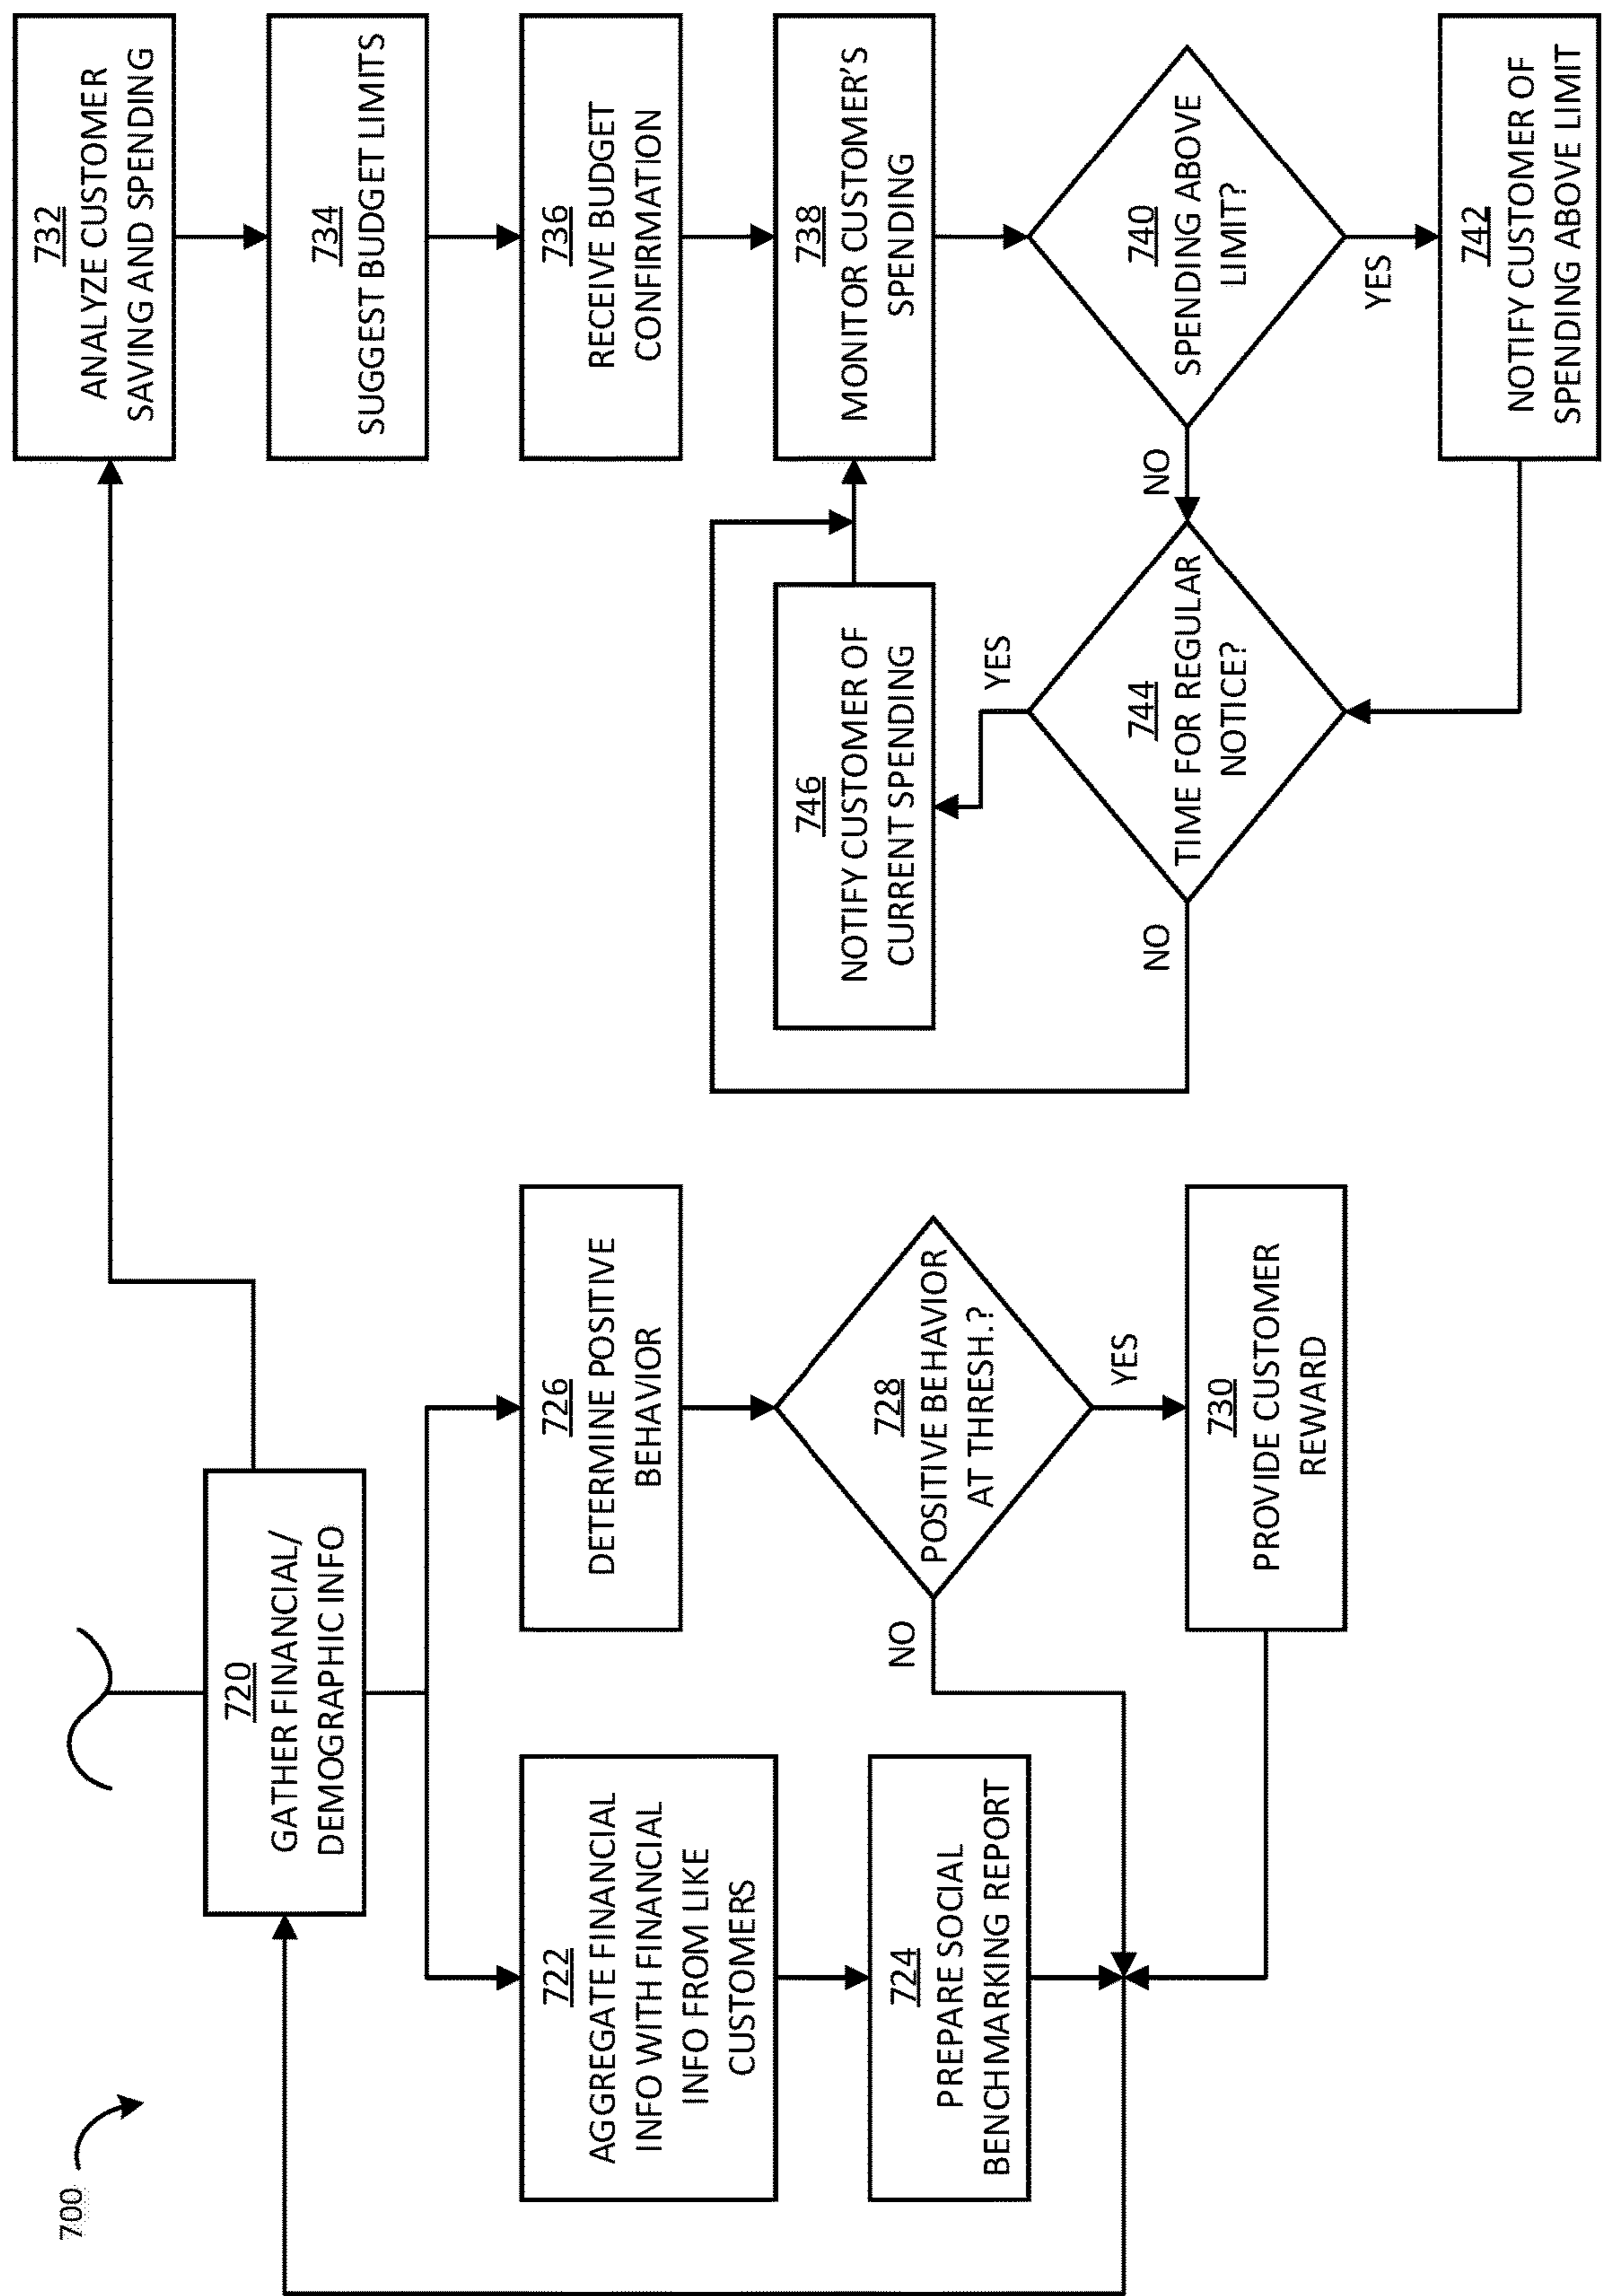 700
720
GATHER FINANCIAL/
DEMOGRAPHIC INFO
722
AGGREGATE FINANCIAL
INFO WITH FINANCIAL
INFO FROM LIKE
CUSTOMERS
724
PREPARE SOCIAL
BENCHMARKING REPORT
726
DETERMINE POSITIVE
BEHAVIOR
728
POSITIVE BEHAVIOR
AT THRESH.?
NO
YES
730
PROVIDE CUSTOMER
REWARD
732
ANALYZE CUSTOMER
SAVING AND SPENDING
734
SUGGEST BUDGET LIMITS
736
RECEIVE BUDGET
CONFIRMATION
738
MONITOR CUSTOMER'S
SPENDING
740
SPENDING ABOVE
LIMIT?
NO
YES
742
NOTIFY CUSTOMER OF
SPENDING ABOVE LIMIT
744
TIME FOR REGULAR
NOTICE?
YES
NO
746
NOTIFY CUSTOMER OF
CURRENT SPENDING